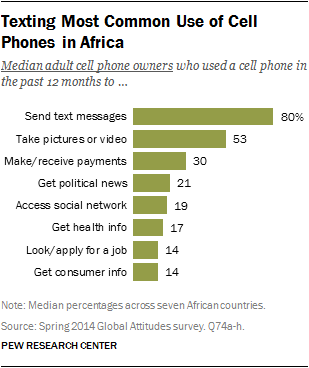 Texting Most Common Use of Cell
Phones in Africa
Median adult cell phone owners who used a cell phone in
the past 12 months to ...
Send text messages 80%
Take pictures or video 53
Make/receive payments 30
Get political news 21
Access social network 19
Get health info 17
Look/apply for a job 14
Get consumer info 14
Note: Median percentages across seven African countries.
Source: Spring 2014 Global Attitudes survey. Q74a-h.
PEW RESEARCH CENTER